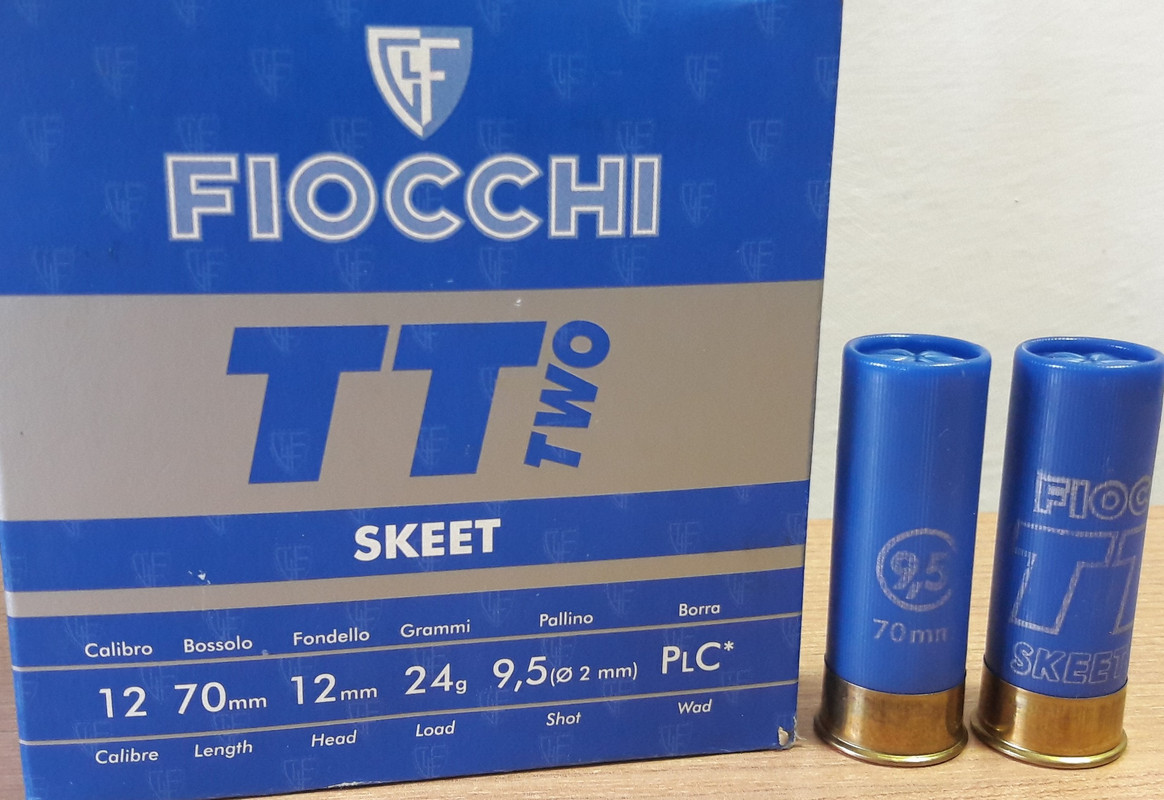 FIOCCHI
TT TWO
SKEET
Calibro Bossolo Fondello Grammi Pallino Borra
12 70mm 12mm 24g 9,5(Ø 2 mm) PLC*
Calibre Length Head Load Shot Wad
9,5
70mm
FIOC
TT
SKEET